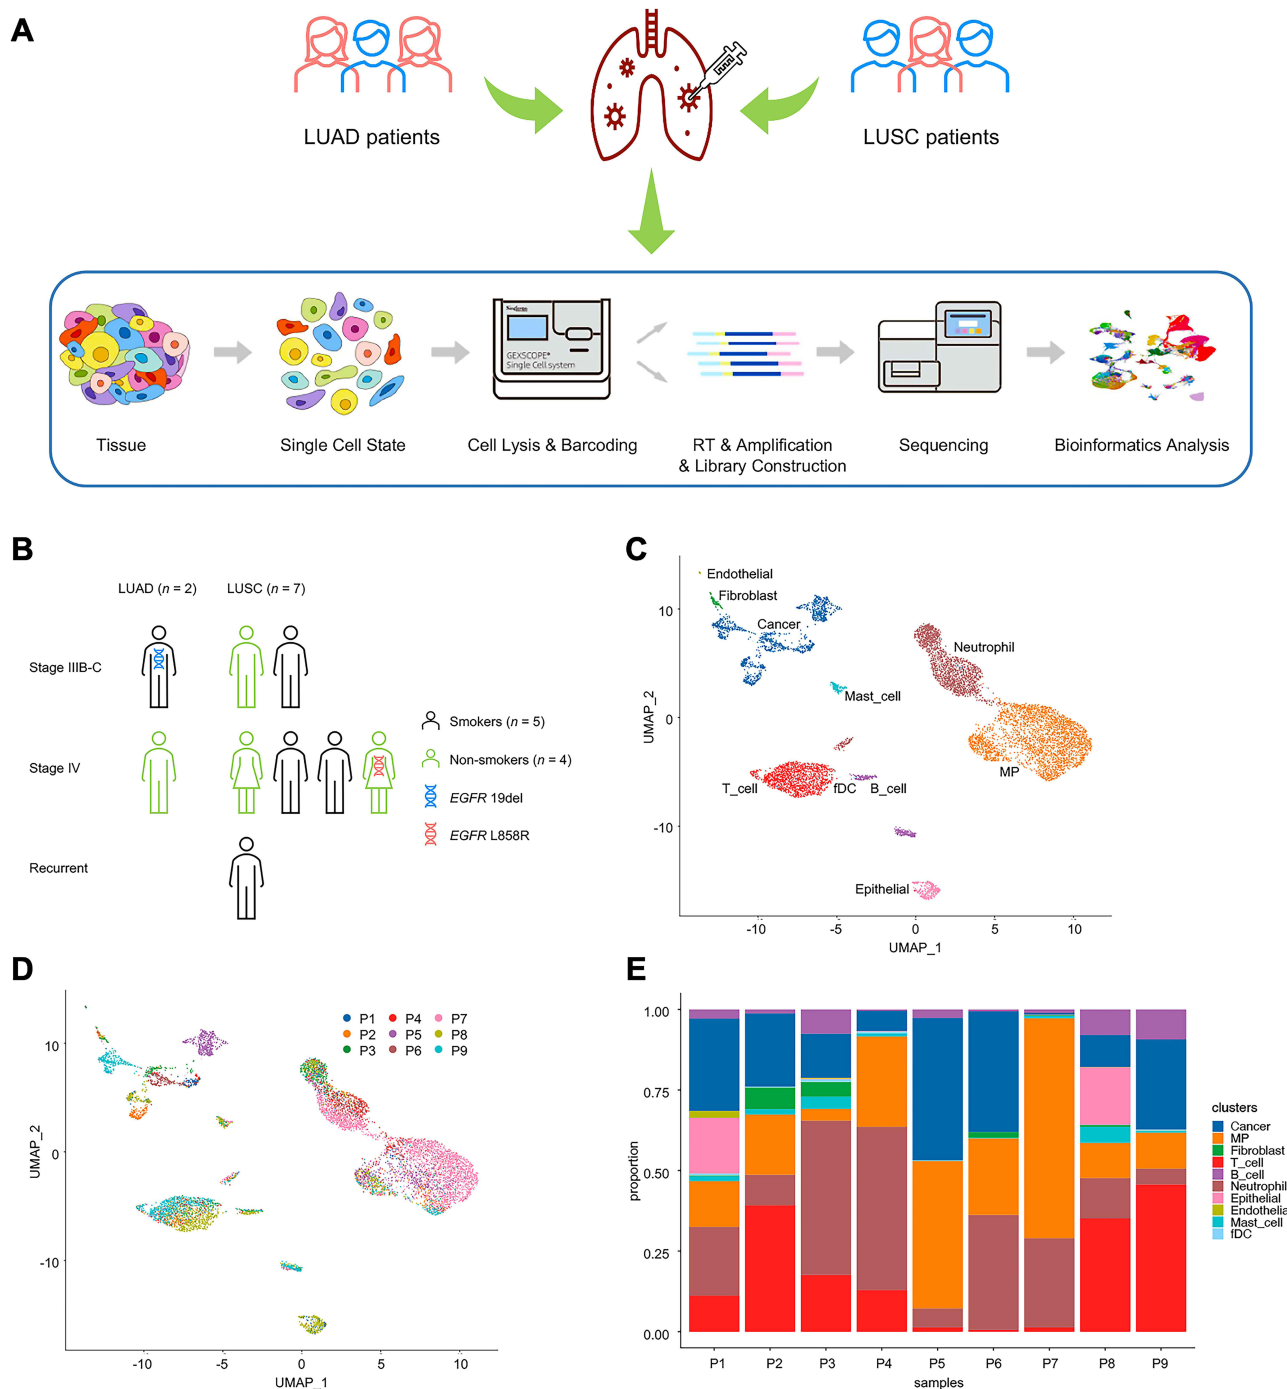 A
LUAD patients
LUSC patients
Singleron
GEXSCOPE®
Single Cell system
Tissue
Single Cell State
Cell Lysis & Barcoding
RT & Amplification
& Library Construction
Sequencing
Bioinformatics Analysis
B
LUAD (n = 2)
LUSC (n = 7)
Stage IIIB-C
Stage IV
Recurrent
Smokers (n = 5)
Non-smokers (n = 4)
EGFR 19del
EGFR L858R
C
Endothelial
Fibroblast
Cancer
Neutrophil
Mast_cell
MP
T_cell
fDC
B_cell
Epithelial
UMAP_2
10
0
-10
-10
-5
0
5
10
UMAP_1
D
P1
P4
P7
P2
P5
P8
P3
P6
P9
UMAP_2
10
0
-10
-10
-5
0
5
10
UMAP_1
E
proportion
1.00
0.75
0.50
0.25
0.00
P1
P2
P3
P4
P5
P6
P7
P8
P9
samples
clusters
Cancer
MP
Fibroblast
T_cell
B_cell
Neutrophil
Epithelial
Endothelia
Mast_cell
fDC